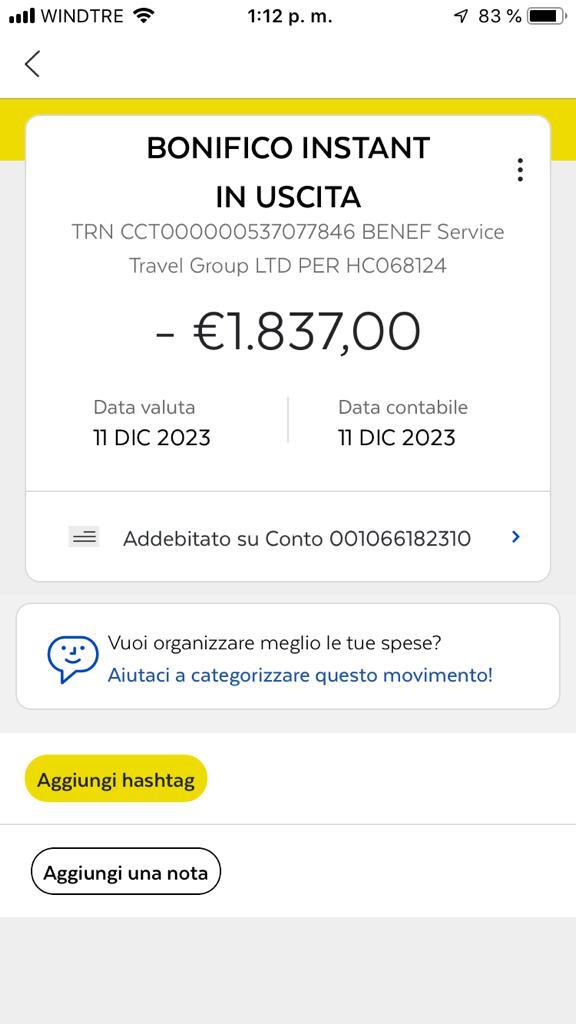 WINDTRE 1:12 p. m. 83 %
BONIFICO INSTANT
IN USCITA
TRN CCT0000000537077846 BENEF Service
Travel Group LTD PER HC068124
- €1.837,00
Data valuta Data contabile
11 DIC 2023 11 DIC 2023
Addebitato su Conto 001066182310
Vuoi organizzare meglio le tue spese?
Aiutaci a categorizzare questo movimento!
Aggiungi hashtag
Aggiungi una nota